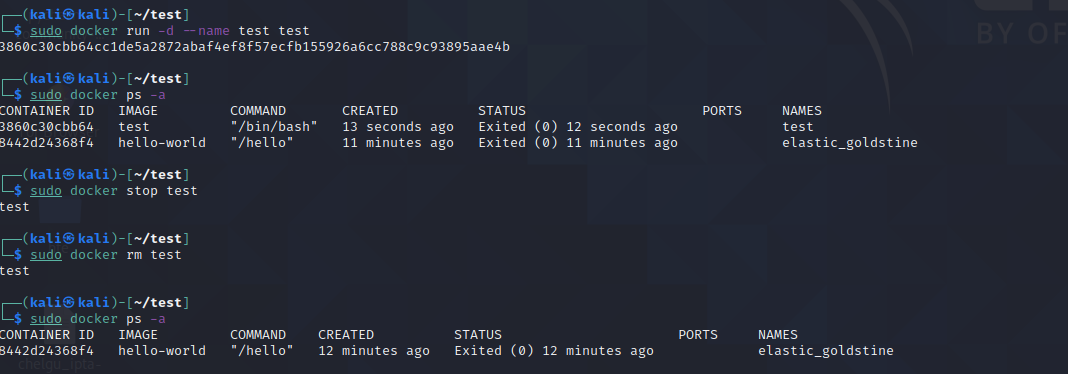 ┌──(kali㉿kali)-[~/test]
└─$ sudo docker run -d --name test test
3860c30cbb64cc1de5a2872abaf4ef8f57ecfb155926a6cc788c9c93895aae4b
BY OF
┌──(kali㉿kali)-[~/test]
└─$ sudo docker ps -a
CONTAINER ID   IMAGE         COMMAND       CREATED          STATUS                      PORTS     NAMES
3860c30cbb64   test          "/bin/bash"   13 seconds ago   Exited (0) 12 seconds ago             test
8442d24368f4   hello-world   "/hello"      11 minutes ago   Exited (0) 11 minutes ago             elastic_goldstine
┌──(kali㉿kali)-[~/test]
└─$ sudo docker stop test
test
┌──(kali㉿kali)-[~/test]
└─$ sudo docker rm test
test
┌──(kali㉿kali)-[~/test]
└─$ sudo docker ps -a
CONTAINER ID   IMAGE         COMMAND    CREATED          STATUS                      PORTS     NAMES
8442d24368f4   hello-world   "/hello"   12 minutes ago   Exited (0) 12 minutes ago             elastic_goldstine